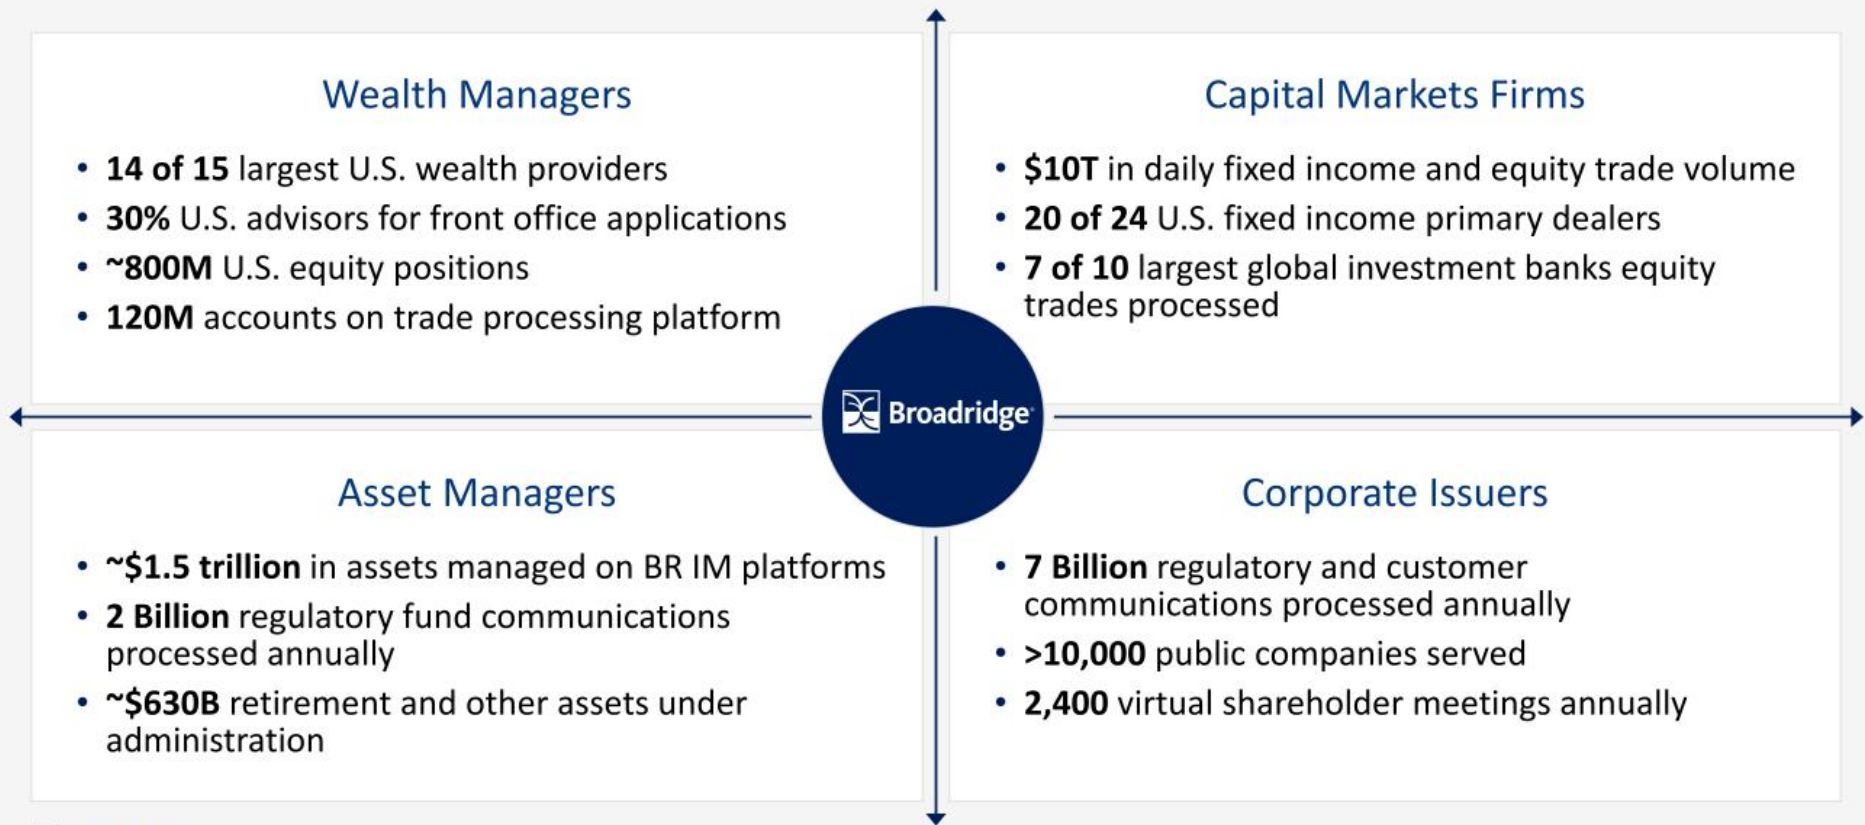 Wealth Managers
• 14 of 15 largest U.S. wealth providers
• 30% U.S. advisors for front office applications
• ~800M U.S. equity positions
• 120M accounts on trade processing platform
Capital Markets Firms
• $10T in daily fixed income and equity trade volume
• 20 of 24 U.S. fixed income primary dealers
• 7 of 10 largest global investment banks equity
trades processed
Broadridge
Asset Managers
• ~$1.5 trillion in assets managed on BR IM platforms
• 2 Billion regulatory fund communications
processed annually
• ~$630B retirement and other assets under
administration
Corporate Issuers
• 7 Billion regulatory and customer
communications processed annually
• >10,000 public companies served
• 2,400 virtual shareholder meetings annually